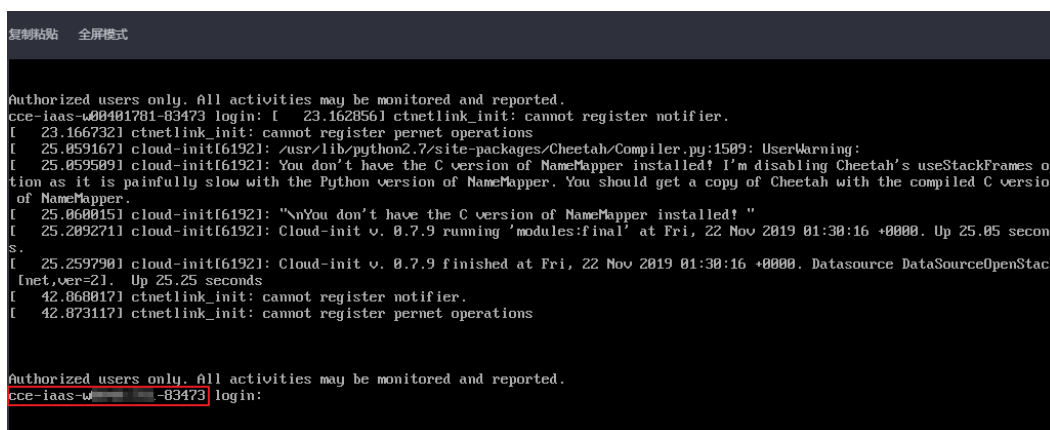 复制粘贴 全屏模式
Authorized users only. All activities may be monitored and reported.
cce-iaas-w00401781-83473 login: [   23.162856] ctnetlink_init: cannot register notifier.
[   23.166732] ctnetlink_init: cannot register pernet operations
[   25.059167] cloud-init[6192]: /usr/lib/python2.7/site-packages/Cheetah/Compiler.py:1509: UserWarning:
[   25.059509] cloud-init[6192]: You don't have the C version of NameMapper installed! I'm disabling Cheetah's useStackFrames o
tion as it is painfully slow with the Python version of NameMapper. You should get a copy of Cheetah with the compiled C versio
of NameMapper.
[   25.060015] cloud-init[6192]: "\nYou don't have the C version of NameMapper installed! "
[   25.209271] cloud-init[6192]: Cloud-init v. 0.7.9 running 'modules:final' at Fri, 22 Nov 2019 01:30:16 +0000. Up 25.05 secon
s.
[   25.259790] cloud-init[6192]: Cloud-init v. 0.7.9 finished at Fri, 22 Nov 2019 01:30:16 +0000. Datasource DataSourceOpenStac
[net,ver=2].  Up 25.25 seconds
[   42.868017] ctnetlink_init: cannot register notifier.
[   42.873117] ctnetlink_init: cannot register pernet operations
Authorized users only. All activities may be monitored and reported.
cce-iaas-w -83473 login: